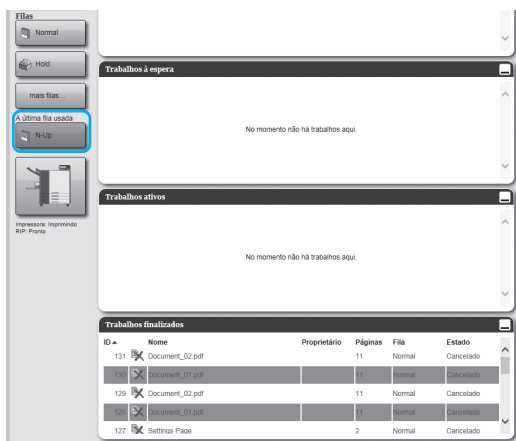 Filas
Normal
Hold
mais filas...
A última fila usada
N-Up
Impressora: Imprimindo
RIP: Pronto
Trabalhos à espera
No momento não há trabalhos aqui.
Trabalhos ativos
No momento não há trabalhos aqui.
Trabalhos finalizados
ID Nome Proprietário Páginas Fila Estado
131 Document_02.pdf 11 Normal Cancelado
130 Document_01.pdf 11 Normal Cancelado
129 Document_02.pdf 11 Normal Cancelado
128 Document_01.pdf 11 Normal Cancelado
127 Settings Page 2 Normal Cancelado